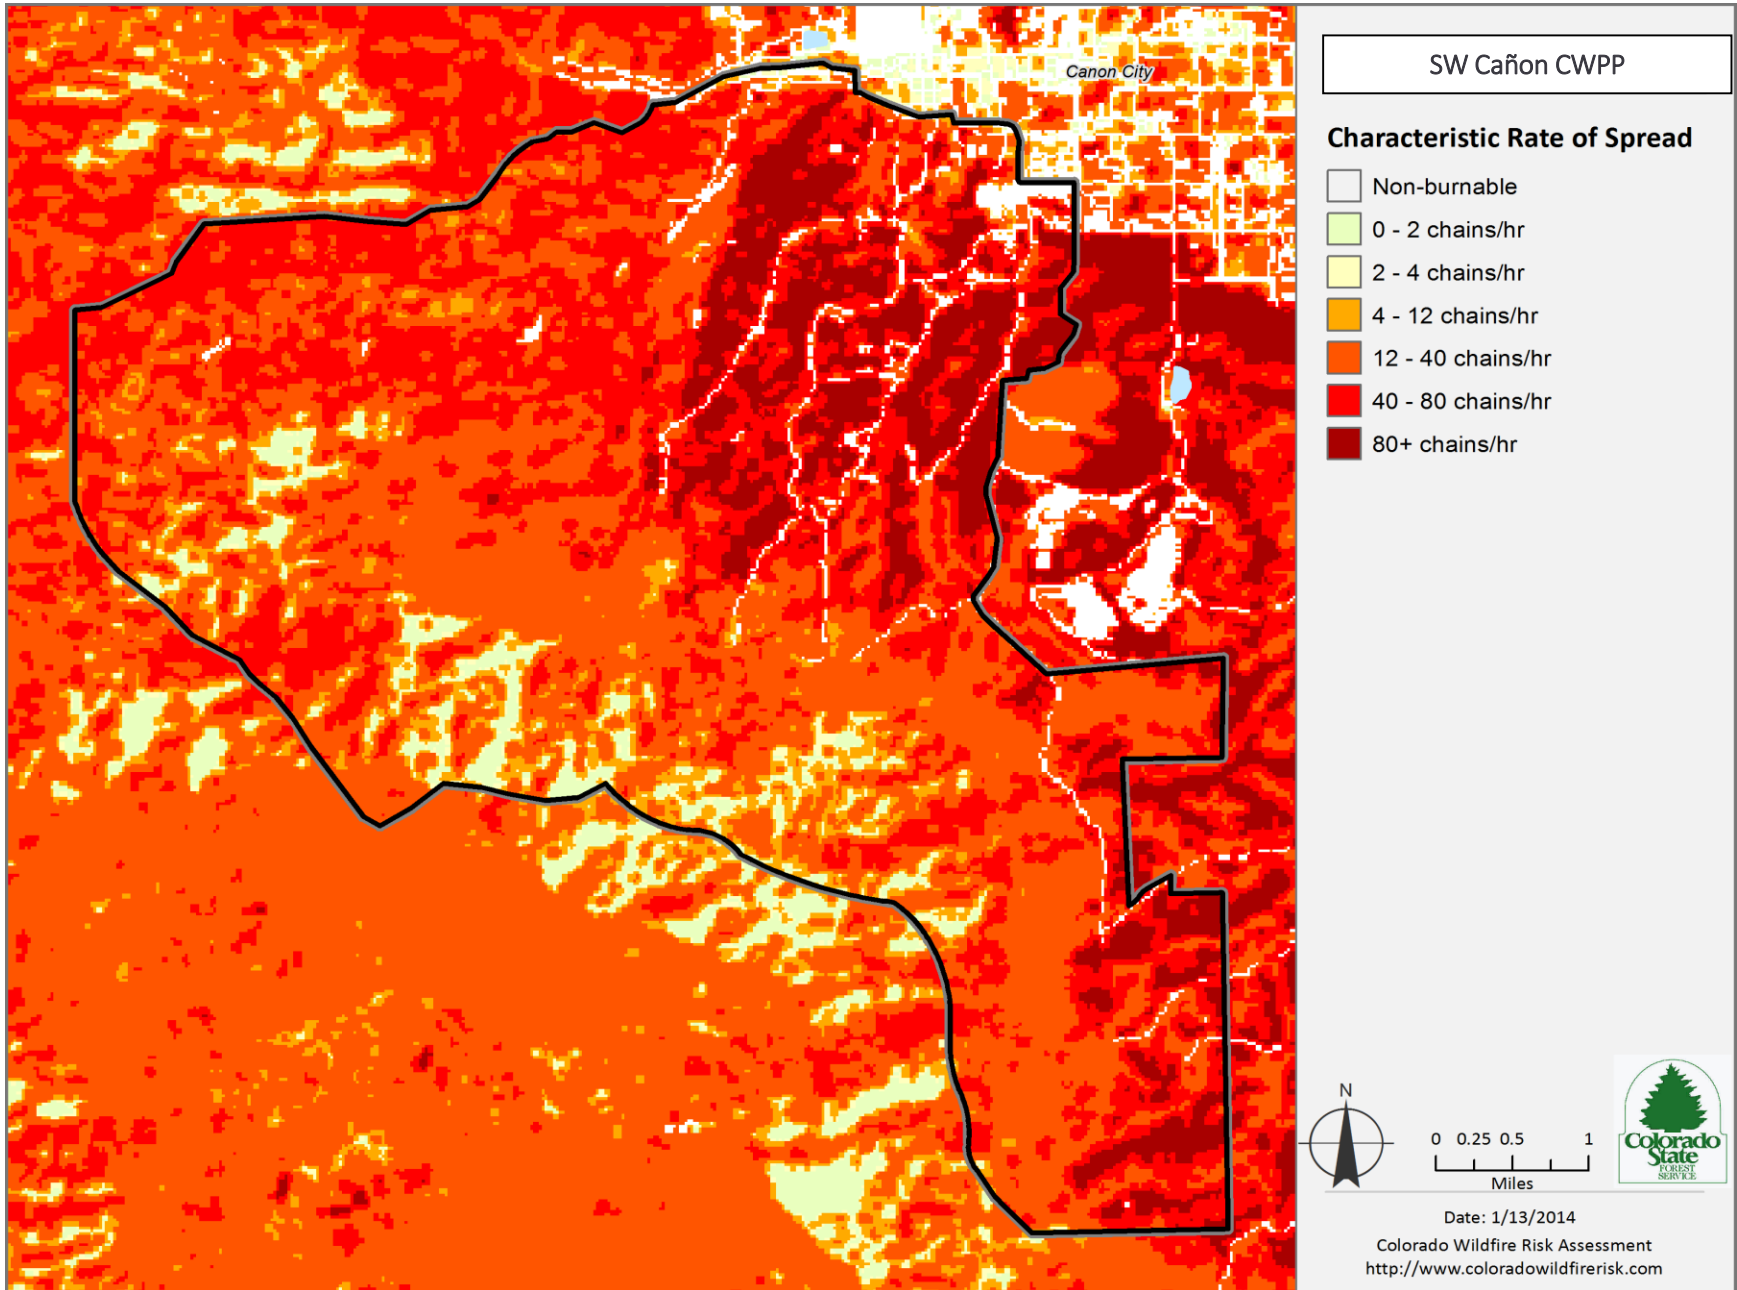 Canon City
SW Cañon CWPP
Characteristic Rate of Spread
Non-burnable
0 - 2 chains/hr
2 - 4 chains/hr
4 - 12 chains/hr
12 - 40 chains/hr
40 - 80 chains/hr
80+ chains/hr
N
0 0.25 0.5 1
Miles
Colorado
State
FOREST
SERVICE
Date: 1/13/2014
Colorado Wildfire Risk Assessment
http://www.coloradowildfirerisk.com